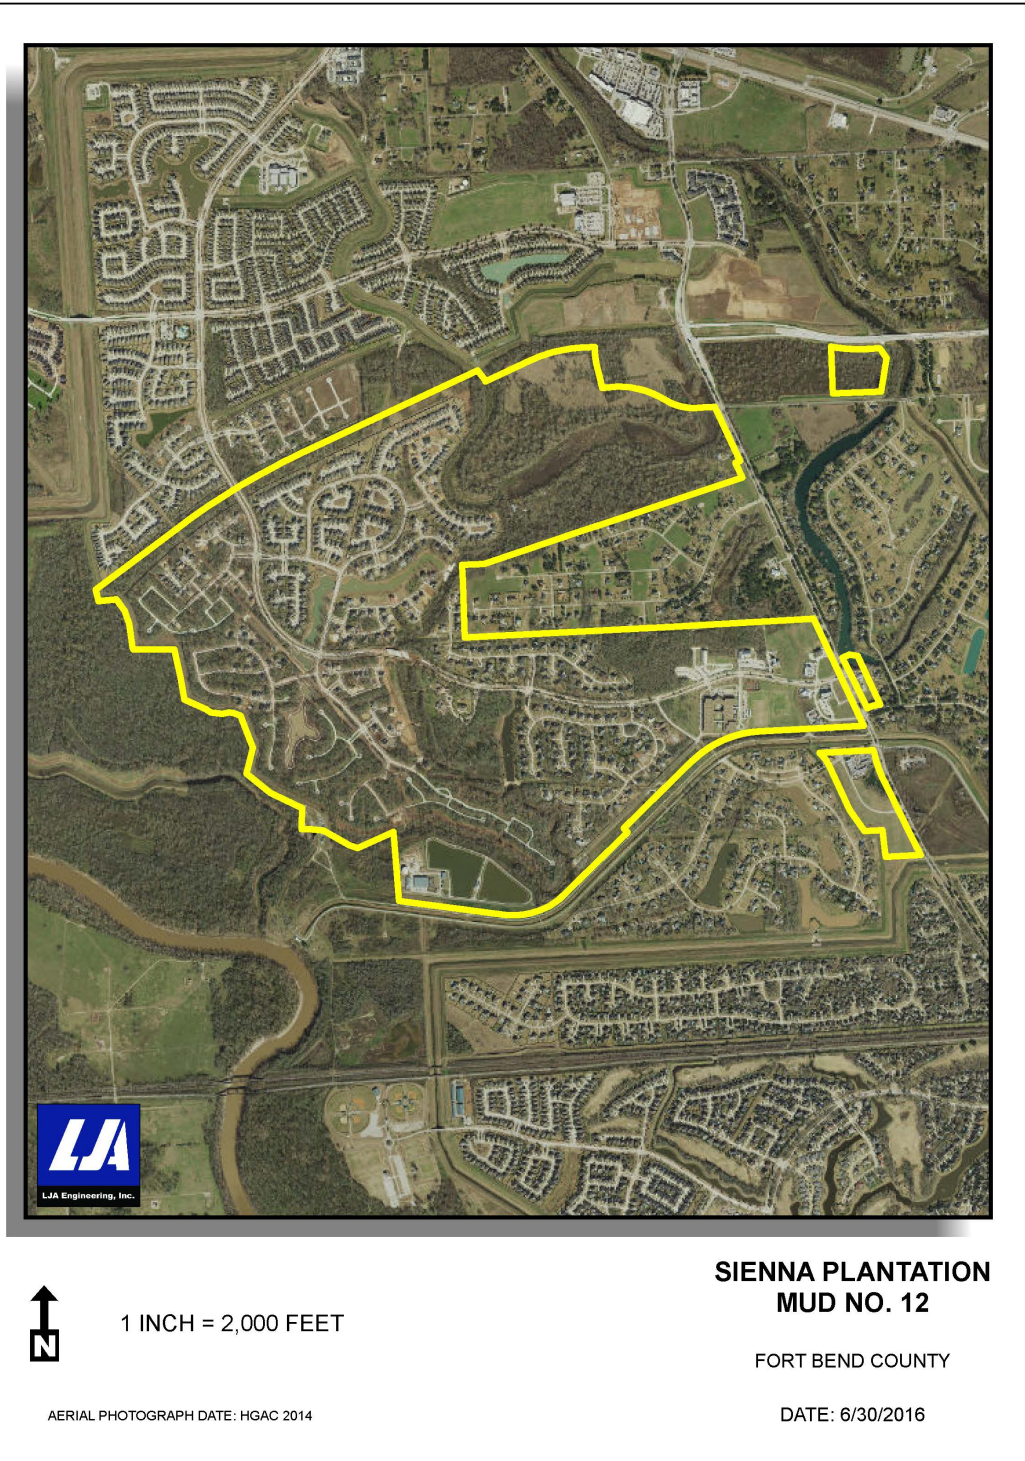 LJA
LJA Engineering, Inc.
SIENNA PLANTATION
MUD NO. 12
N
1 INCH = 2,000 FEET
FORT BEND COUNTY
AERIAL PHOTOGRAPH DATE: HGAC 2014
DATE: 6/30/2016